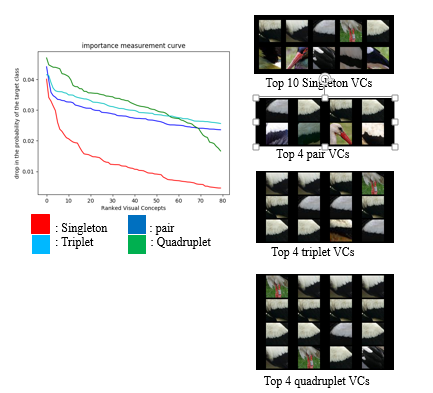 importance measurement curve
drop in the probability of the target class
0.04
0.03
0.02
0.01
0 10 20 30 40 50 60 70 80
Ranked Visual Concepts
: Singleton : pair
: Triplet : Quadruplet
Top 10 Singleton VCs
Top 4 pair VCs
Top 4 triplet VCs
Top 4 quadruplet VCs